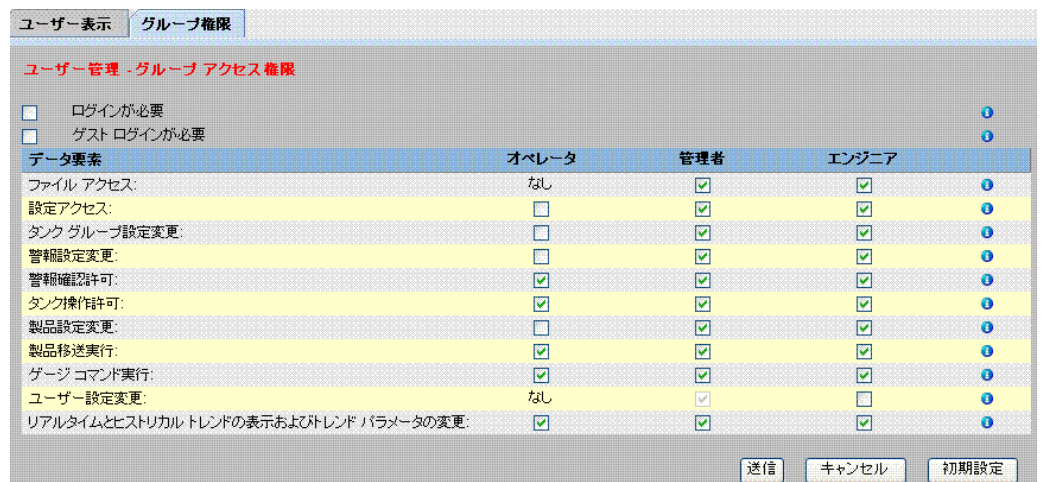 ユーザー表示 グループ権限
ユーザー管理 - グループ アクセス権限
ログインが必要
ゲスト ログインが必要
データ要素 オペレータ 管理者 エンジニア
ファイル アクセス: なし
設定アクセス:
タンク グループ設定変更:
警報設定変更:
警報確認許可:
タンク操作許可:
製品設定変更:
製品移送実行:
ゲージ コマンド実行:
ユーザー設定変更: なし
リアルタイムとヒストリカル トレンドの表示およびトレンド パラメータの変更:
送信 キャンセル 初期設定